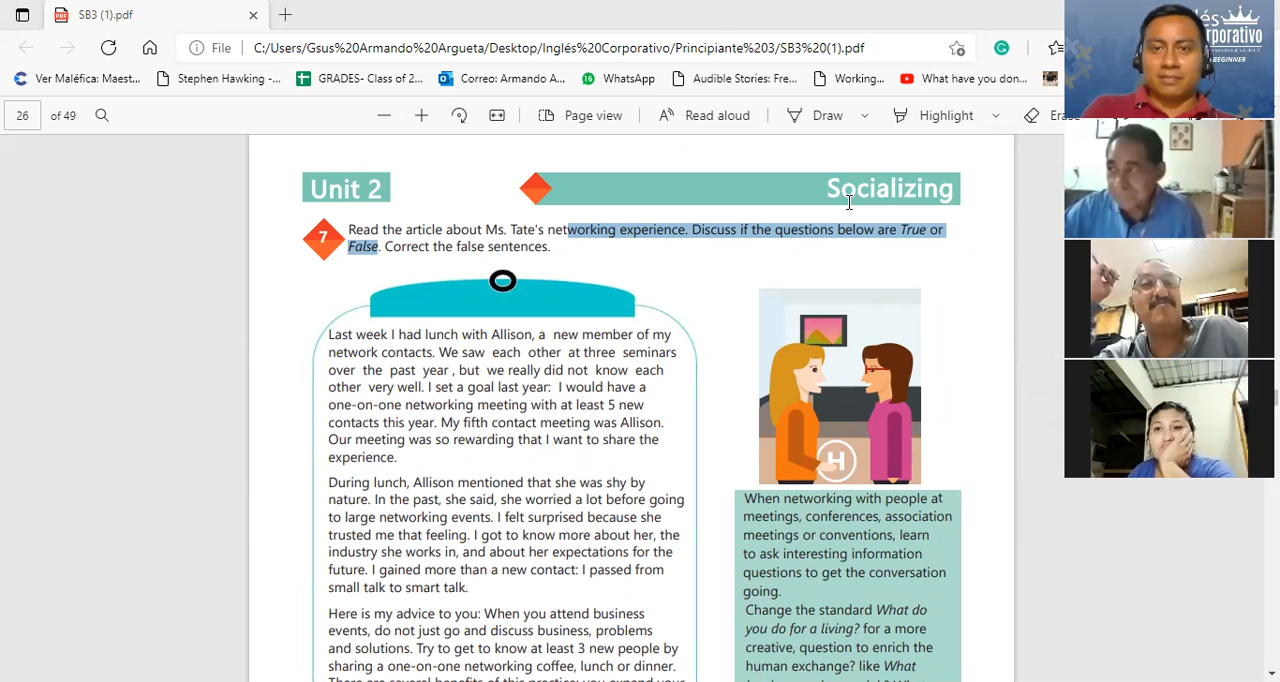 SB3 (1).pdf
File
C:/Users/Gsus%20Armando%20Argueta/Desktop/Inglés%20Corporativo/Principiante%203/SB3%20(1).pdf
Ver Maléfica: Maest...
Stephen Hawking -...
GRADES- Class of 2...
Correo: Armando A...
WhatsApp
Audible Stories: Fre...
Working...
What have you don...
26 of 49
Page view
Read aloud
Draw
Highlight
BEGINNER
Unit 2
Socializing
7
Read the article about Ms. Tate's networking experience. Discuss if the questions below are True or
False. Correct the false sentences.
Last week I had lunch with Allison, a new member of my
network contacts. We saw each other at three seminars
over the past year , but we really did not know each
other very well. I set a goal last year: I would have a
one-on-one networking meeting with at least 5 new
contacts this year. My fifth contact meeting was Allison.
Our meeting was so rewarding that I want to share the
experience.
During lunch, Allison mentioned that she was shy by
nature. In the past, she said, she worried a lot before going
to large networking events. I felt surprised because she
trusted me that feeling. I got to know more about her, the
industry she works in, and about her expectations for the
future. I gained more than a new contact: I passed from
small talk to smart talk.
Here is my advice to you: When you attend business
events, do not just go and discuss business, problems
and solutions. Try to get to know at least 3 new people by
sharing a one-on-one networking coffee, lunch or dinner.
There are several benefits of this practice: you expand your
H
When networking with people at
meetings, conferences, association
meetings or conventions, learn
to ask interesting information
questions to get the conversation
going.
Change the standard What do
you do for a living? for a more
creative, question to enrich the
human exchange? like What